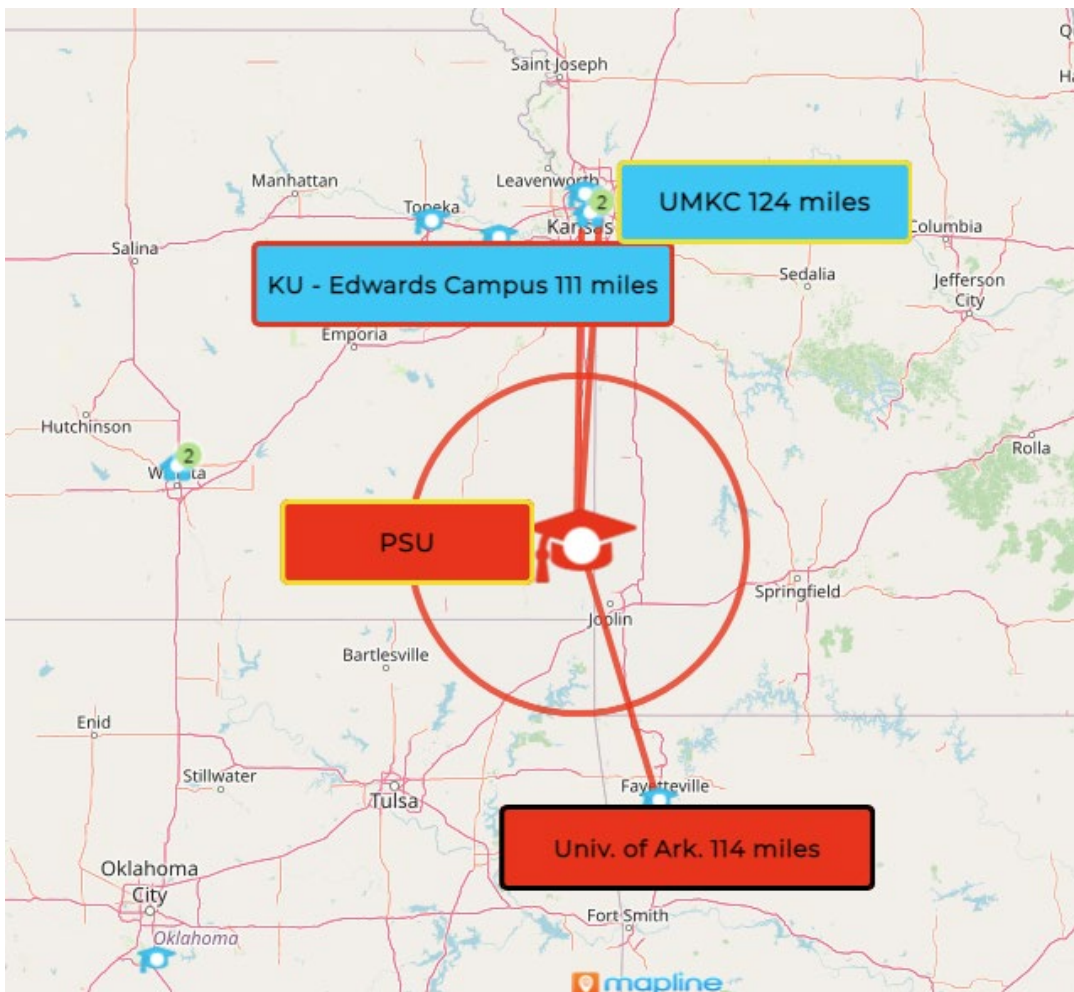 Saint Joseph
Manhattan
Leavenworth
Topeka
UMKC 124 miles
Kansas
Columbia
Salina
KU - Edwards Campus 111 miles
Sedalia
Jefferson
City
Emporia
Hutchinson
2
2
Rolla
PSU
Springfield
Joplin
Bartlesville
Enid
Stillwater
Tulsa
Fayetteville
Univ. of Ark. 114 miles
Oklahoma
City
Fort Smith
Oklahoma
mapline